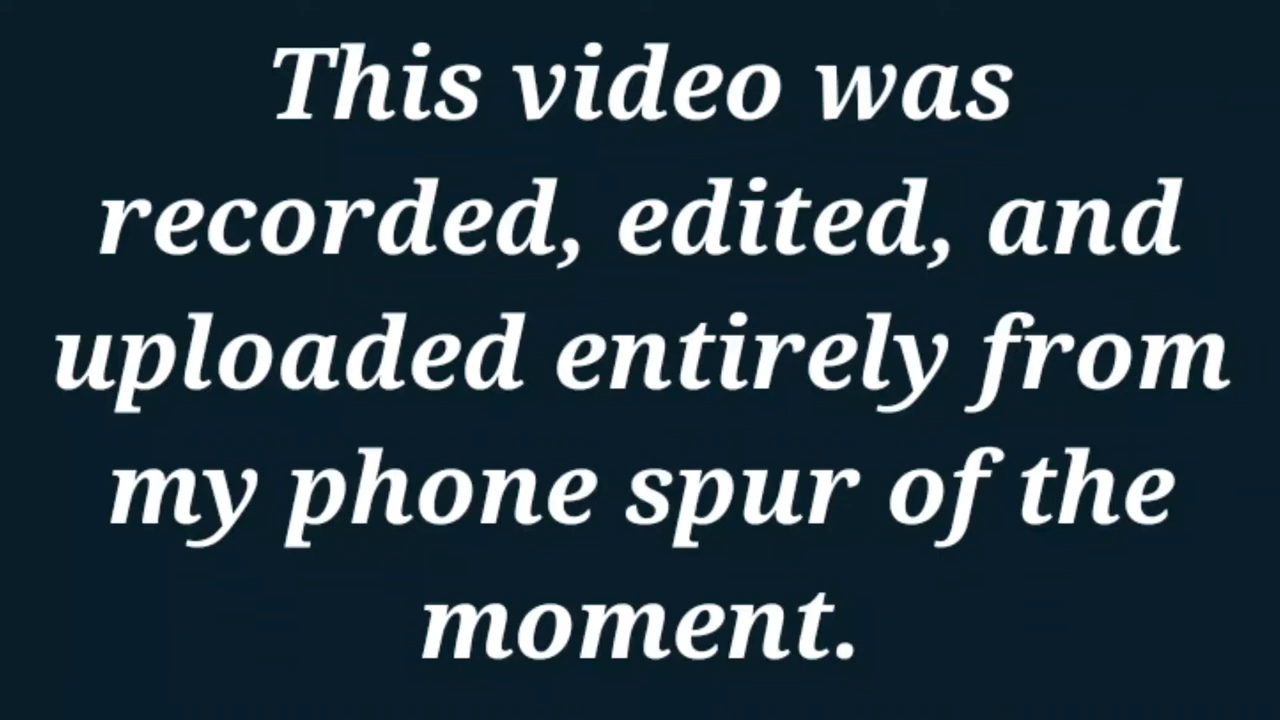 This video was
recorded, edited, and
uploaded entirely from
my phone spur of the
moment.